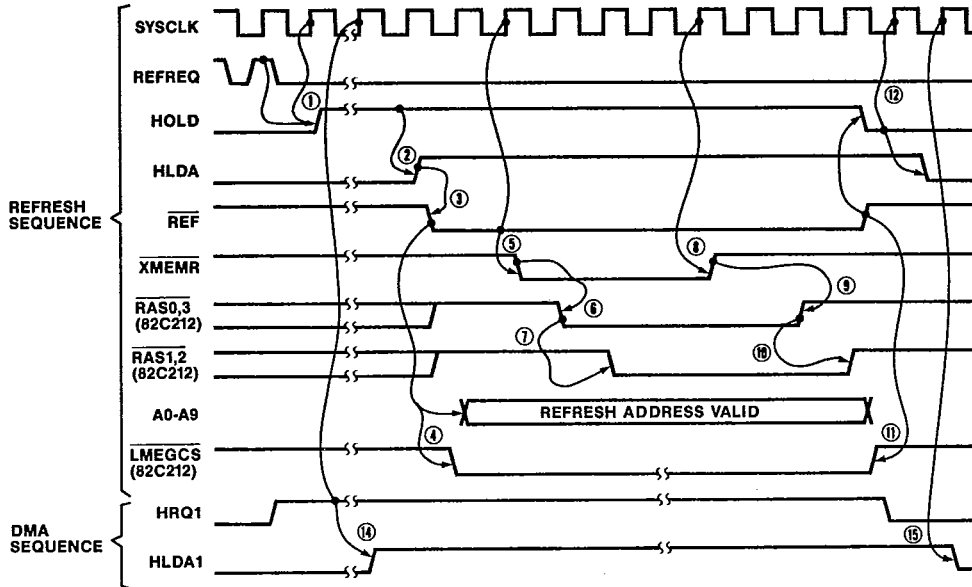 SYSCLK
REFREQ
① ⑫
HOLD
②
HLDA
③
REFRESH
SEQUENCE
REF
⑤ ⑧
XMEMR
⑨
RAS0,3
(82C212)
⑥
⑦ ⑩
RAS1,2
(82C212)
A0-A9 REFRESH ADDRESS VALID
④ ⑪
LMEGCS
(82C212)
HRQ1
DMA
SEQUENCE
⑭ ⑮
HLDA1